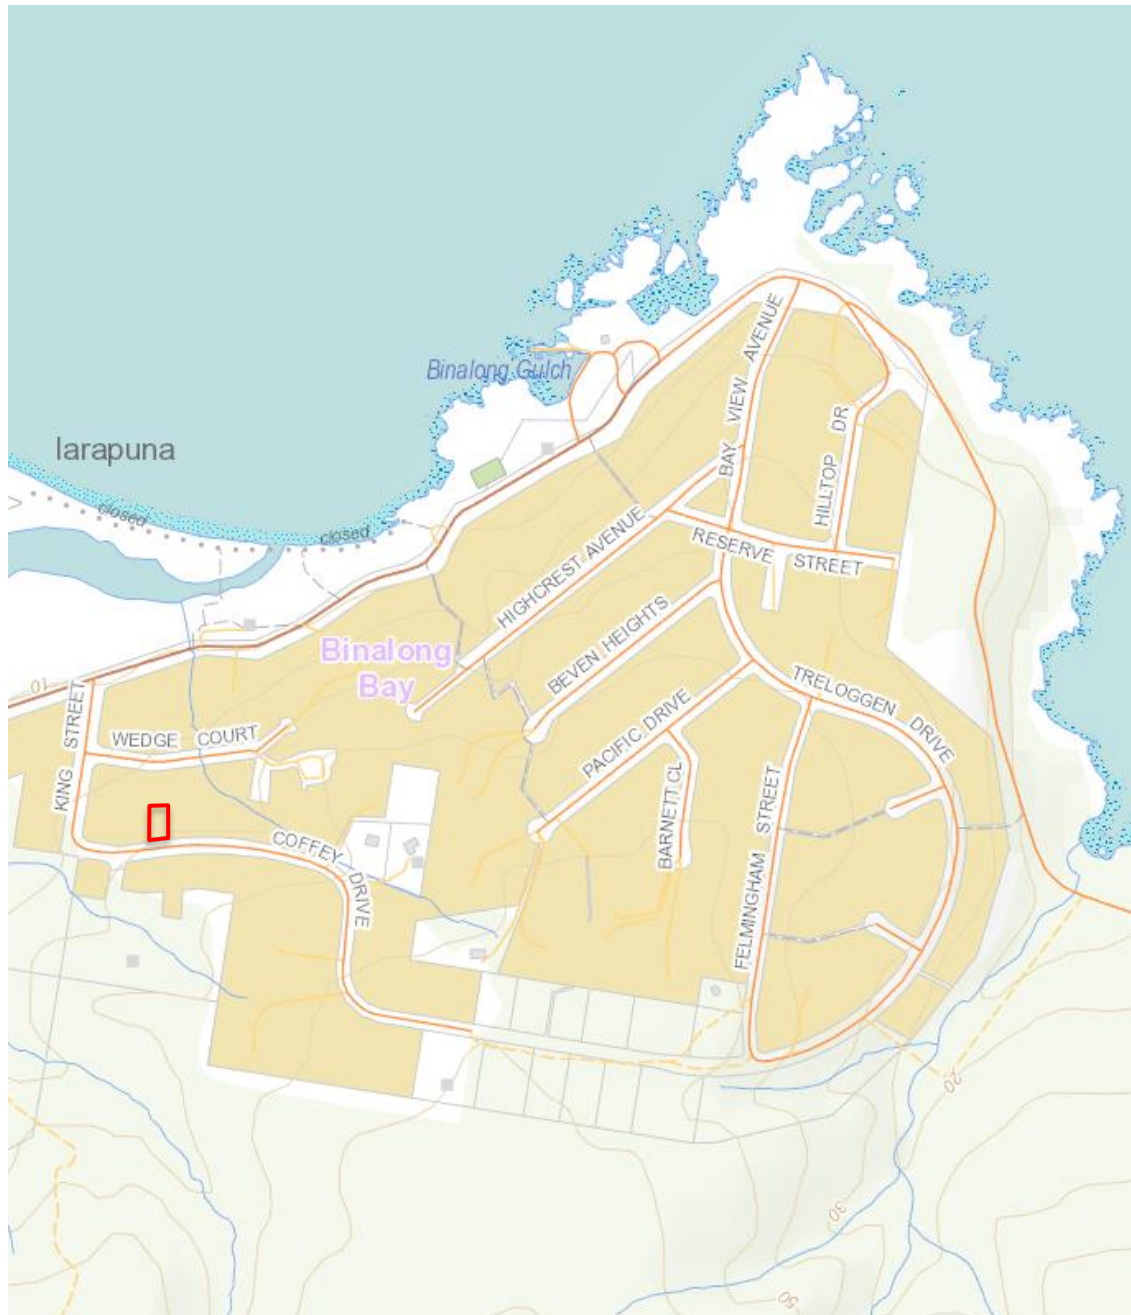 BAY VIEW AVENUE
HILLTOP DR
Binalong Gulch
larapuna
closed
closed
HIGHCREST AVENUE
RESERVE STREET
BEVEN HEIGHTS
Binalong
Bay
TRELOGGEN DRIVE
10
KING STREET
WEDGE COURT
PACIFIC DRIVE
BARNETT CL
FELMINGHAM STREET
COFFEY DRIVE
20
30
50